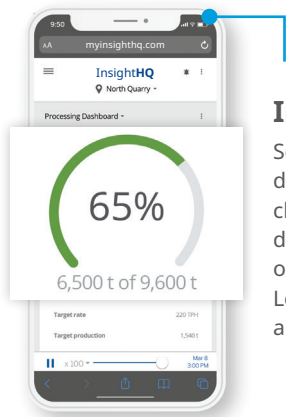 9:50
AA myinsighthq.com
InsightHQ
North Quarry
Processing Dashboard
65%
6,500 t of 9,600 t
Target rate 220 TPH
Target production 1,540 t
x 100
Mar 8
3:00 PM